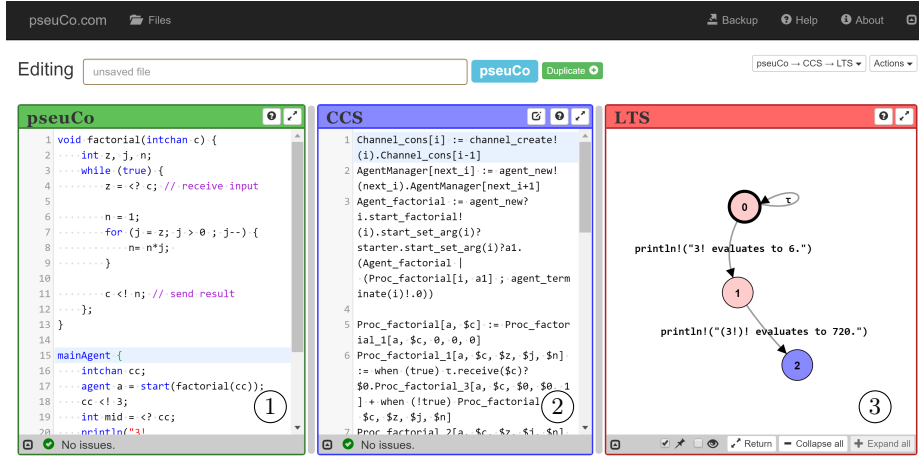 pseuCo.com Files Backup Help About
Editing unsaved file pseuCo Duplicate pseuCo → CCS → LTS Actions
pseuCo
1 void factorial(intchan c) {
2 int z, j, n;
3 while (true) {
4 z = <? c; // receive input
5
6 n = 1;
7 for (j = z; j > 0 ; j--) {
8 n= n*j;
9 }
10
11 c <! n; // send result
12 };
13 }
14
15 mainAgent {
16 intchan cc;
17 agent a = start(factorial(cc));
18 cc <! 3;
19 int mid = <? cc;
20 println("3!
1
No issues.
CCS
1 Channel_cons[i] := channel_create!
(i).Channel_cons[i-1]
2 AgentManager[next_i] := agent_new!
(next_i).AgentManager[next_i+1]
3 Agent_factorial := agent_new?
i.start_factorial!
(i).start_set_arg(i)?
starter.start_set_arg(i)?a1.
(Agent_factorial |
(Proc_factorial[i, a1] ; agent_term
inate(i)!.0))
4
5 Proc_factorial[a, $c] := Proc_factor
ial_1[a, $c, 0, 0, 0]
6 Proc_factorial_1[a, $c, $z, $j, $n]
:= when (true) τ.receive($c)?
$0.Proc_factorial_3[a, $c, $0, $0, 1
] + when (!true) Proc_factorial
$c, $z, $j, $n]
7 Proc_factorial_2[a, $c, $z, $j, $n]
2
No issues.
LTS
0 τ
println!("3! evaluates to 6.")
1
println!("(3!)! evaluates to 720.")
2
3
Return Collapse all Expand all